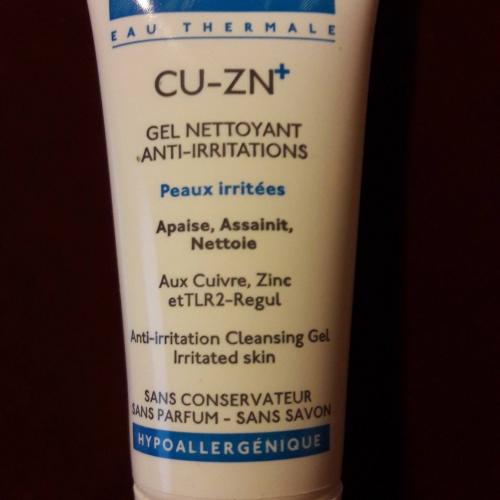 EAU THERMALE
CU-ZN+
GEL NETTOYANT
ANTI-IRRITATIONS
Peaux irritées
Apaise, Assainit,
Nettoie
Aux Cuivre, Zinc
etTLR2-Regul
Anti-irritation Cleansing Gel
Irritated skin
SANS CONSERVATEUR
SANS PARFUM - SANS SAVON
HYPOALLERGÉNIQUE